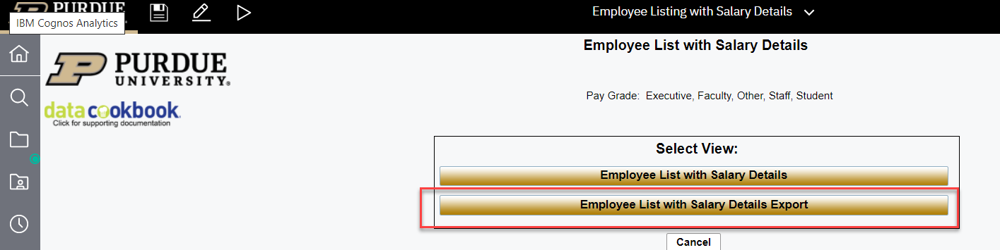 IBM Cognos Analytics
Employee Listing with Salary Details
Employee List with Salary Details
PURDUE
UNIVERSITY®
data cookbook
Click for supporting documentation
Pay Grade: Executive, Faculty, Other, Staff, Student
Select View:
Employee List with Salary Details
Employee List with Salary Details Export
Cancel